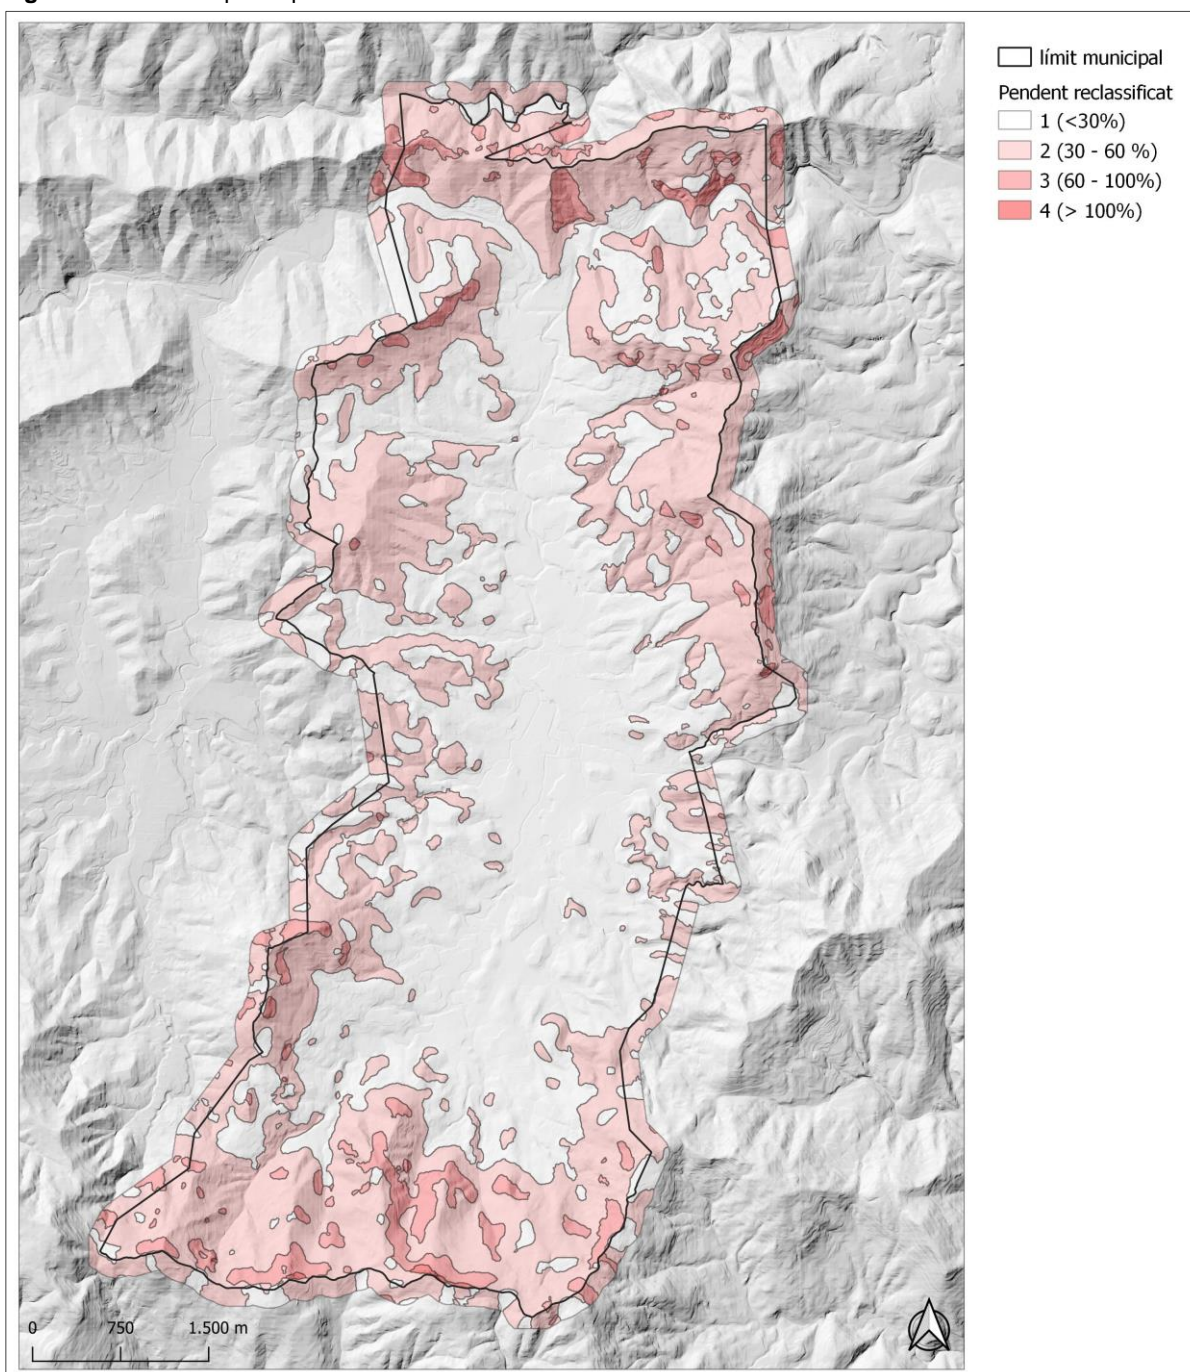 límit municipal
Pendent reclassificat
1 (<30%)
2 (30 - 60 %)
3 (60 - 100%)
4 (> 100%)
0 750 1.500 m